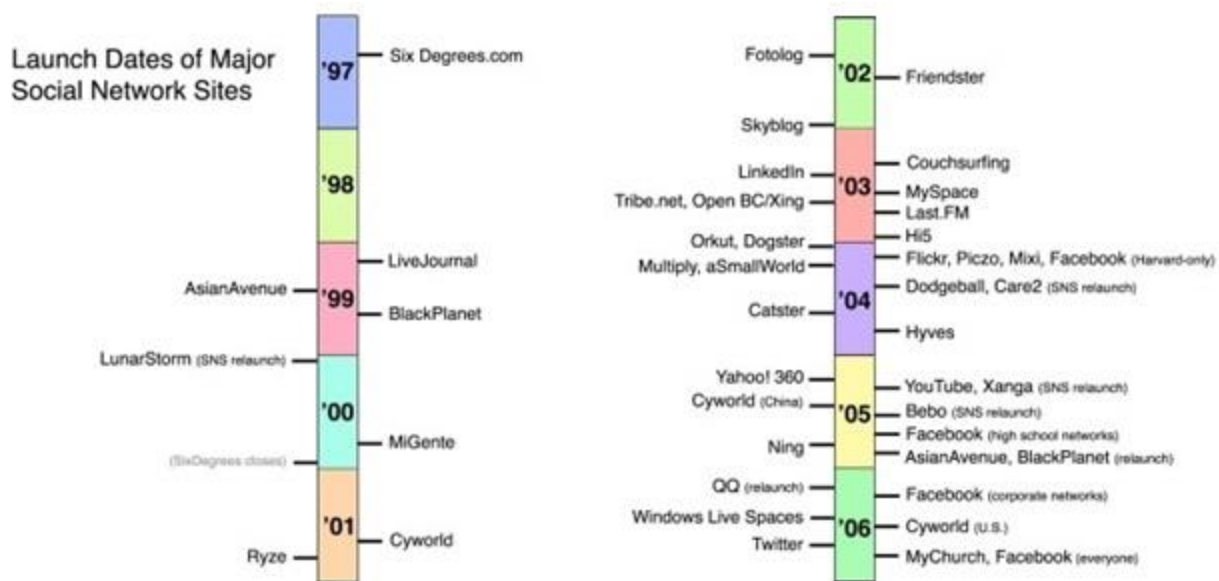 Launch Dates of Major
Social Network Sites
'97
Six Degrees.com
'98
LiveJournal
AsianAvenue
'99
BlackPlanet
LunarStorm (SNS relaunch)
'00
MiGente
(SixDegrees closes)
'01
Cyworld
Ryze
Fotolog
'02
Friendster
Skyblog
Couchsurfing
LinkedIn
'03
MySpace
Tribe.net, Open BC/Xing
Last.FM
Hi5
Orkut, Dogster
Flickr, Piczo, Mixi, Facebook (Harvard-only)
Multiply, aSmallWorld
Dodgeball, Care2 (SNS relaunch)
'04
Catster
Hyves
Yahoo! 360
YouTube, Xanga (SNS relaunch)
Cyworld (China)
'05
Bebo (SNS relaunch)
Facebook (high school networks)
Ning
AsianAvenue, BlackPlanet (relaunch)
QQ (relaunch)
Facebook (corporate networks)
Windows Live Spaces
'06
Cyworld (U.S.)
Twitter
MyChurch, Facebook (everyone)